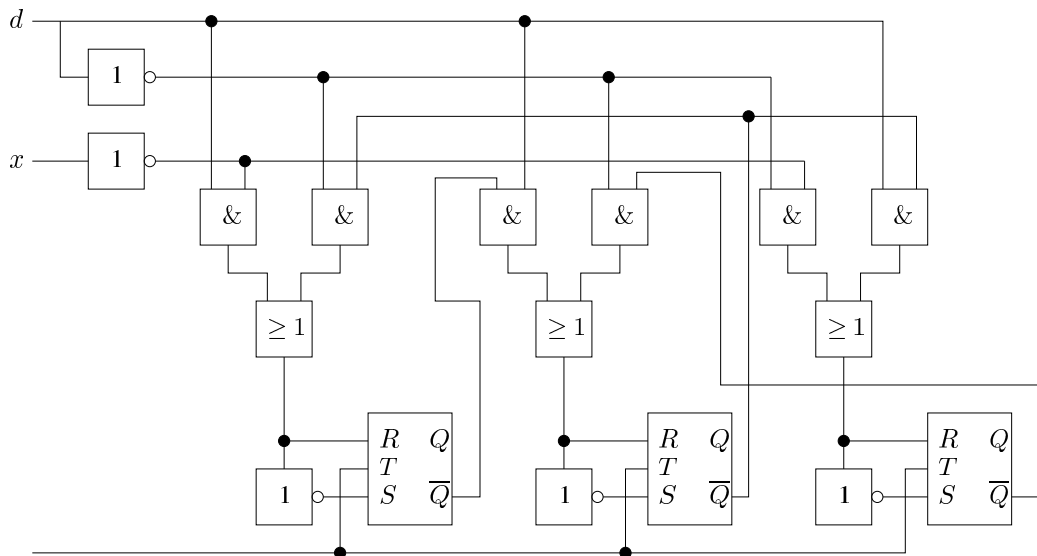 d
1
x
1
& & & & & &
≥ 1 ≥ 1 ≥ 1
R Q R Q R Q
T T T
1 S Q̅ 1 S Q̅ 1 S Q̅